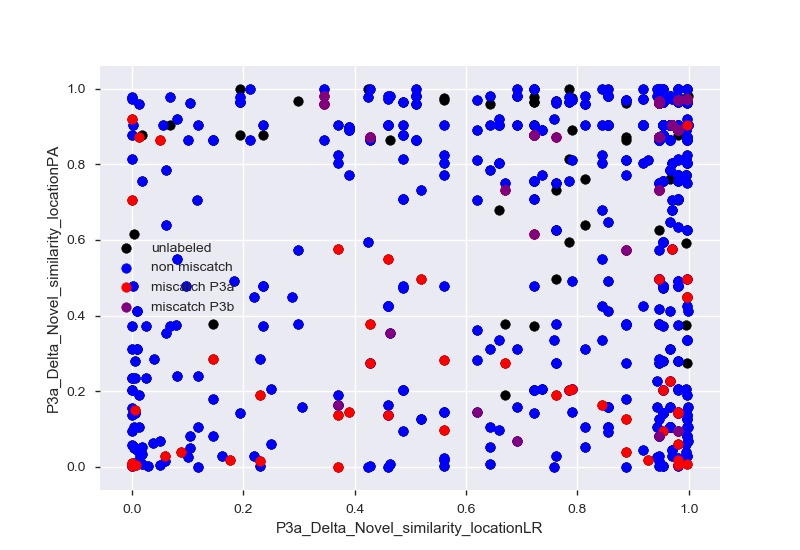 1.0
0.8
0.6
0.4
0.2
0.0
P3a_Delta_Novel_similarity_locationPA
unlabeled
non miscatch
miscatch P3a
miscatch P3b
0.0 0.2 0.4 0.6 0.8 1.0
P3a_Delta_Novel_similarity_locationLR